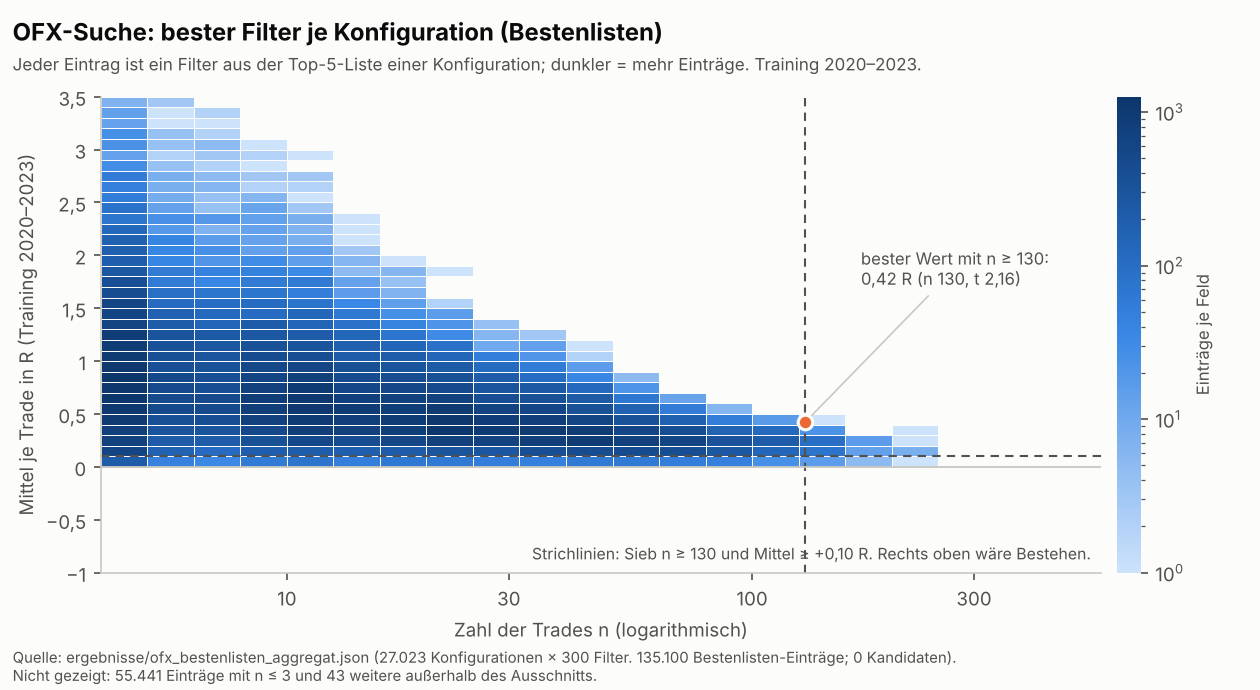 OFX-Suche: bester Filter je Konfiguration (Bestenlisten)
Jeder Eintrag ist ein Filter aus der Top-5-Liste einer Konfiguration; dunkler = mehr Einträge. Training 2020–2023.
Mittel je Trade in R (Training 2020–2023)
3,5
3
2,5
2
1,5
1
0,5
0
−0,5
−1
bester Wert mit n ≥ 130:
0,42 R (n 130, t 2,16)
Strichlinien: Sieb n ≥ 130 und Mittel ≥ +0,10 R. Rechts oben wäre Bestehen.
10
30
100
300
Zahl der Trades n (logarithmisch)
10³
10²
10¹
10⁰
Einträge je Feld
Quelle: ergebnisse/ofx_bestenlisten_aggregat.json (27.023 Konfigurationen × 300 Filter. 135.100 Bestenlisten-Einträge; 0 Kandidaten).
Nicht gezeigt: 55.441 Einträge mit n ≤ 3 und 43 weitere außerhalb des Ausschnitts.